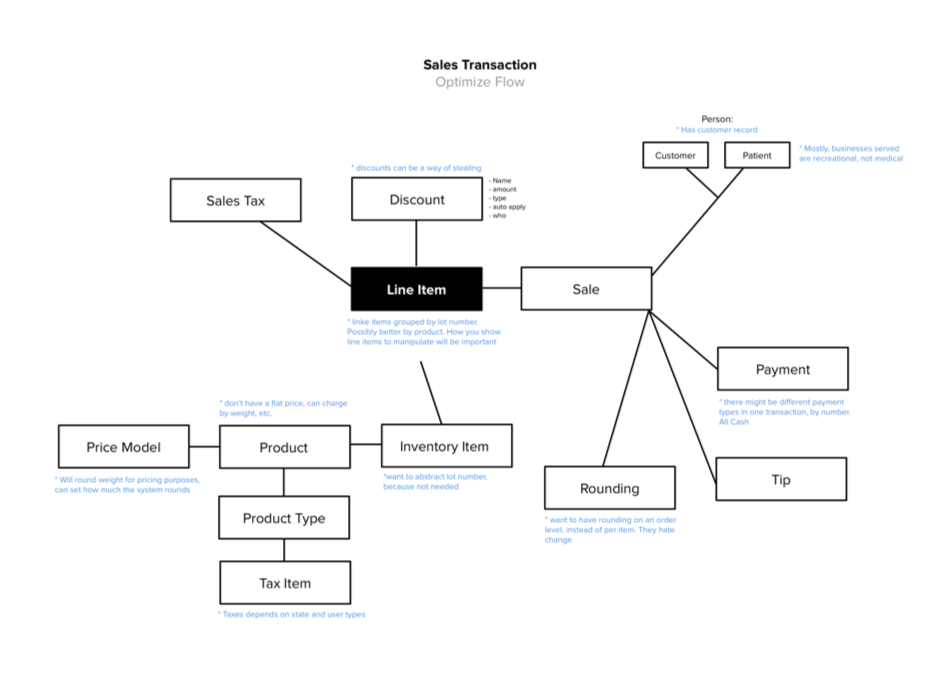 Sales Transaction
Optimize Flow
Person:
* Has customer record
Customer
Patient
* Mostly, businesses served
are recreational, not medical
* discounts can be a way of stealing
Sales Tax
Discount
- Name
- amount
- type
- auto apply
- who
Line Item
Sale
* linke items grouped by lot number.
Possibly better by product. How you show
line items to manipulate will be important
Payment
* there might be different payment
types in one transaction, by number.
All Cash
* don't have a flat price, can charge
by weight, etc.
Price Model
Product
Inventory Item
* Will round weight for pricing purposes,
can set how much the system rounds
*want to abstract lot number,
because not needed
Rounding
Tip
* want to have rounding on an order
level, instead of per item. They hate
change
Product Type
Tax Item
* Taxes depends on state and user types